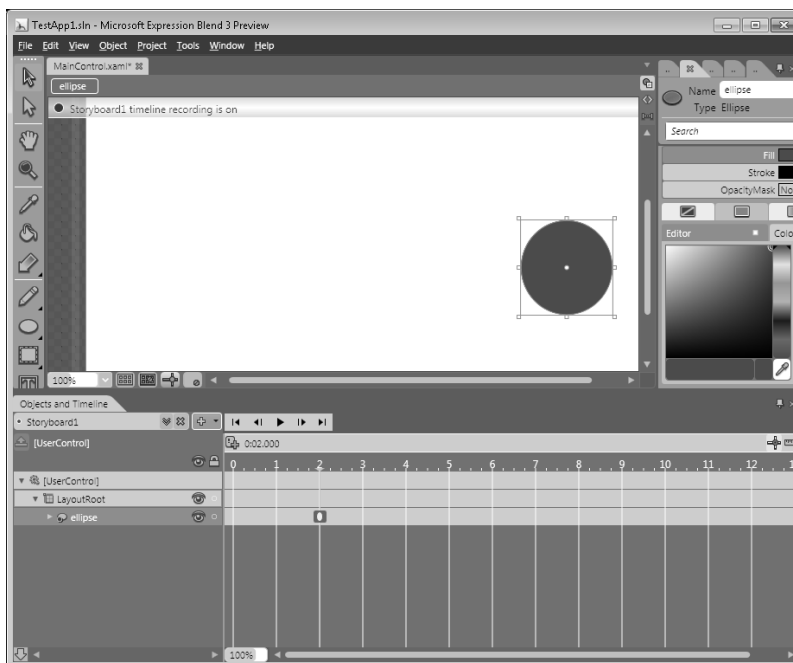 TestApp1.sln - Microsoft Expression Blend 3 Preview
File Edit View Object Project Tools Window Help
MainControl.xaml*
ellipse
Storyboard1 timeline recording is on
Name ellipse
Type Ellipse
Search
Fill
Stroke
OpacityMask No
Editor
Colo
100%
Objects and Timeline
Storyboard1
[UserControl]
0:02.000
0 1 2 3 4 5 6 7 8 9 10 11 12 1
[UserControl]
LayoutRoot
ellipse
100%